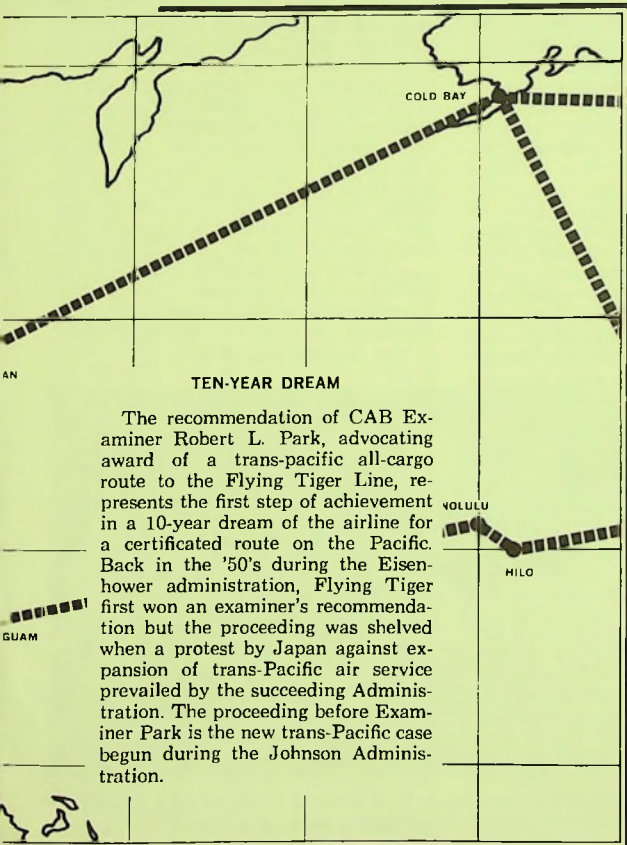 COLD BAY
AN
TEN-YEAR DREAM
The recommendation of CAB Ex-
aminer Robert L. Park, advocating
award of a trans-pacific all-cargo
route to the Flying Tiger Line, re-
presents the first step of achievement
in a 10-year dream of the airline for
a certificated route on the Pacific.
Back in the '50's during the Eisen-
hower administration, Flying Tiger
first won an examiner's recommenda-
tion but the proceeding was shelved
when a protest by Japan against ex-
pansion of trans-Pacific air service
prevailed by the succeeding Adminis-
tration. The proceeding before Exam-
iner Park is the new trans-Pacific case
begun during the Johnson Adminis-
tration.
NOLULU
HILO
GUAM